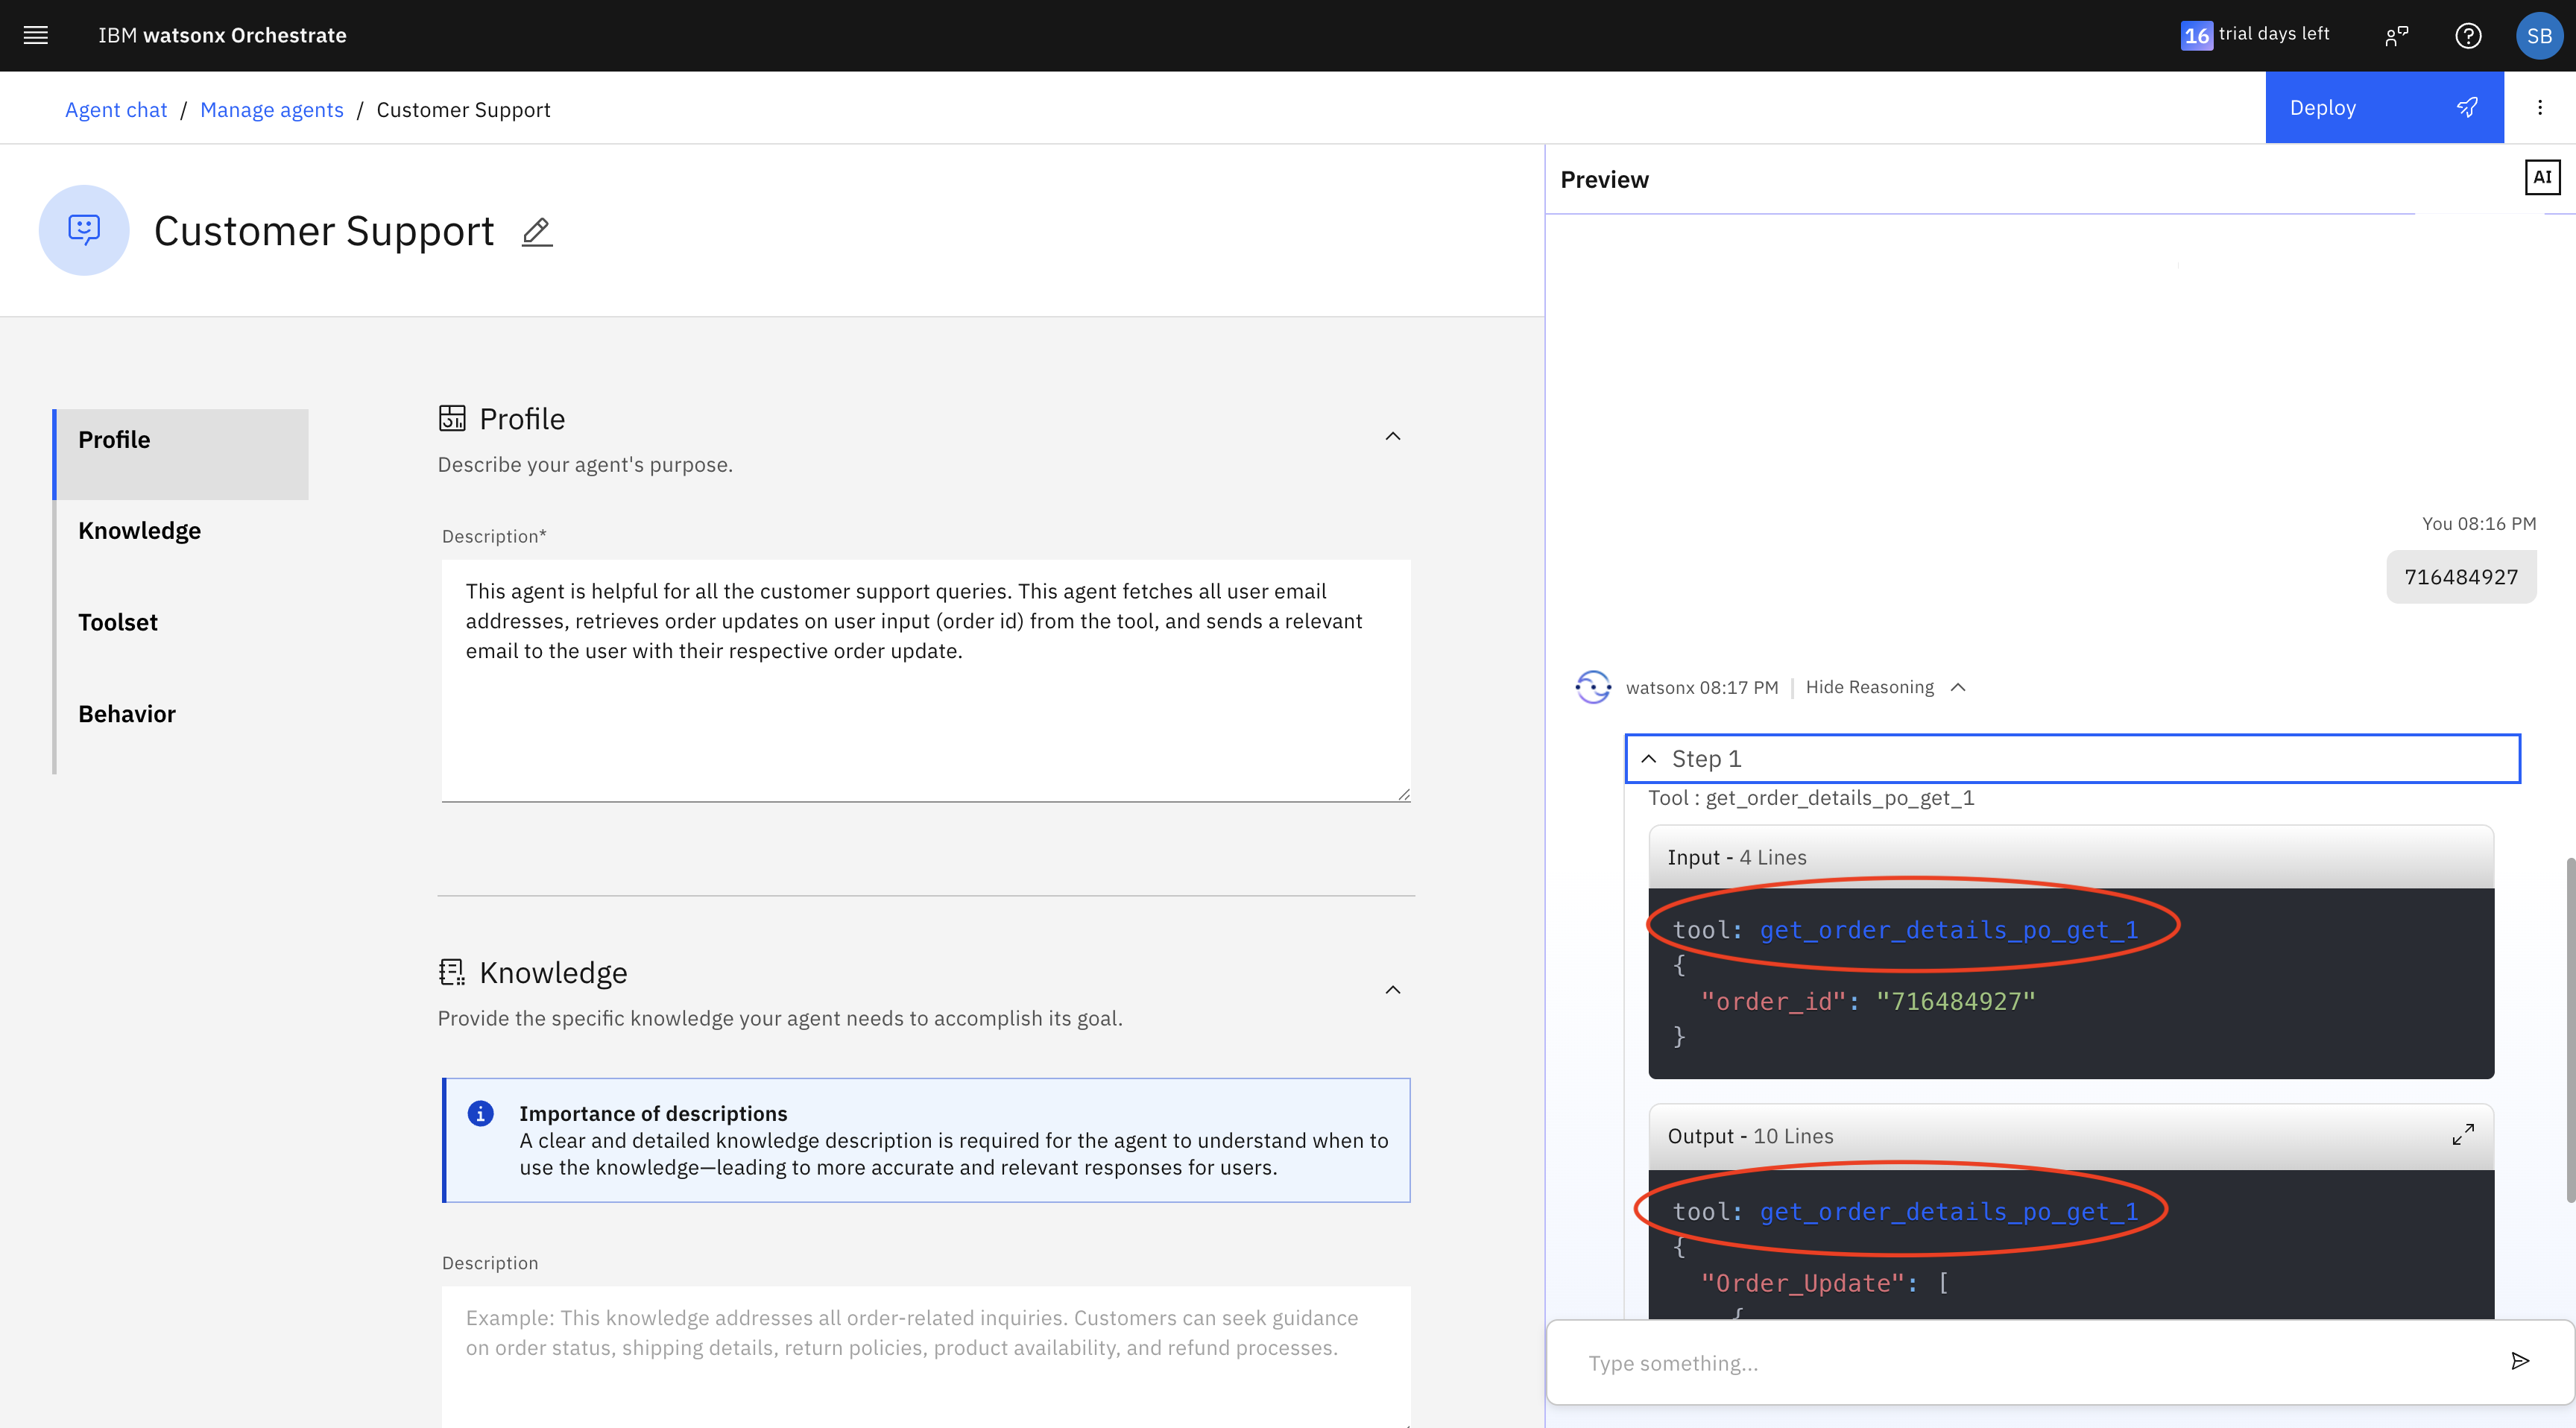 IBM watsonx Orchestrate
16 trial days left
SB
Agent chat / Manage agents / Customer Support
Deploy
Customer Support
Profile
Knowledge
Toolset
Behavior
Profile
Describe your agent's purpose.
Description*
This agent is helpful for all the customer support queries. This agent fetches all user email
addresses, retrieves order updates on user input (order id) from the tool, and sends a relevant
email to the user with their respective order update.
Knowledge
Provide the specific knowledge your agent needs to accomplish its goal.
Importance of descriptions
A clear and detailed knowledge description is required for the agent to understand when to
use the knowledge—leading to more accurate and relevant responses for users.
Description
Example: This knowledge addresses all order-related inquiries. Customers can seek guidance
on order status, shipping details, return policies, product availability, and refund processes.
Preview
AI
You 08:16 PM
716484927
watsonx 08:17 PM | Hide Reasoning
Step 1
Tool : get_order_details_po_get_1
Input - 4 Lines
tool: get_order_details_po_get_1
{
"order_id": "716484927"
}
Output - 10 Lines
tool: get_order_details_po_get_1
{
"Order_Update": [
{
Type something...